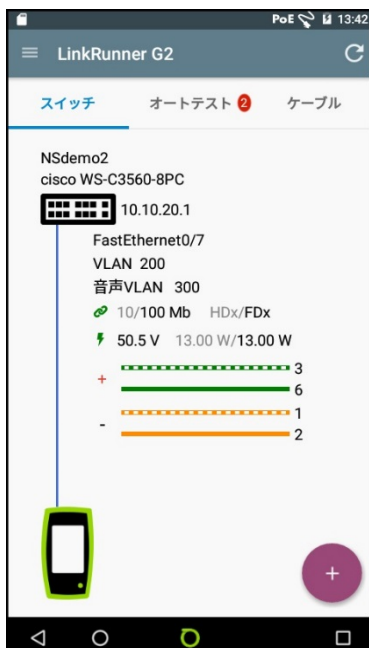 PoE 13:42
LinkRunner G2
スイッチ オートテスト 2 ケーブル
NSdemo2
cisco WS-C3560-8PC
10.10.20.1
FastEthernet0/7
VLAN 200
音声VLAN 300
10/100 Mb HDx/FDx
50.5 V 13.00 W/13.00 W
3
+
6
1
-
2
+